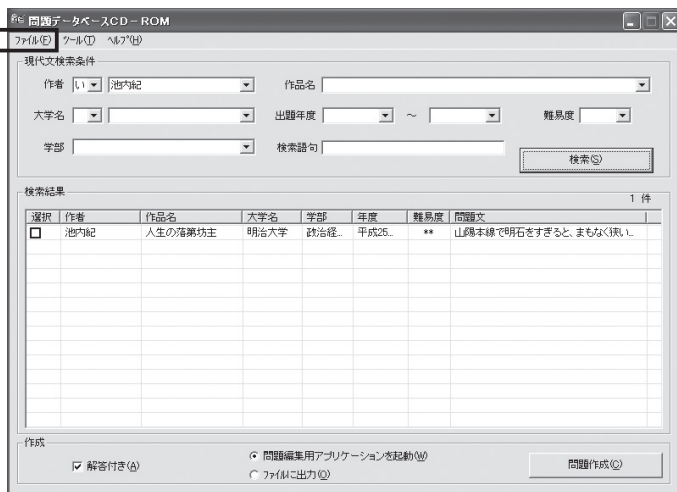 問題データベースCD－ROM
ファイル(F) ツール(T) ヘルプ(H)
現代文検索条件
作者 い 池内紀 作品名
大学名 出題年度 ～ 難易度
学部 検索語句
検索(S)
検索結果
1 件
選択 作者 作品名 大学名 学部 年度 難易度 問題文
池内紀 人生の落第坊主 明治大学 政治経... 平成25... ** 山陽本線で明石をすぎると、まもなく狭い...
作成
解答付き(A) 問題編集用アプリケーションを起動(W) 問題作成(C)
ファイルに出力(O)